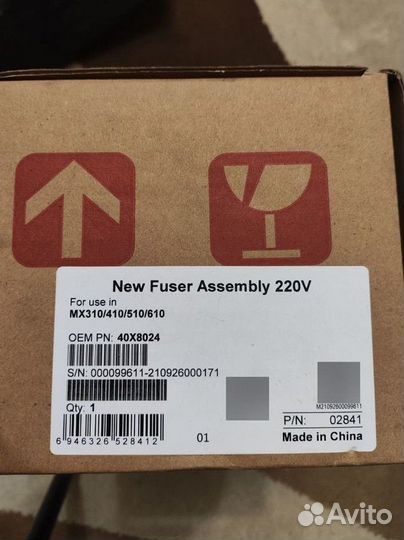 New Fuser Assembly 220V
For use in
MX310/410/510/610
OEM PN: 40X8024
S/N: 000099611-210926000171
Qty: 1
M21092600099611
P/N: 02841
6 946326 528412
01
Made in China
Avito